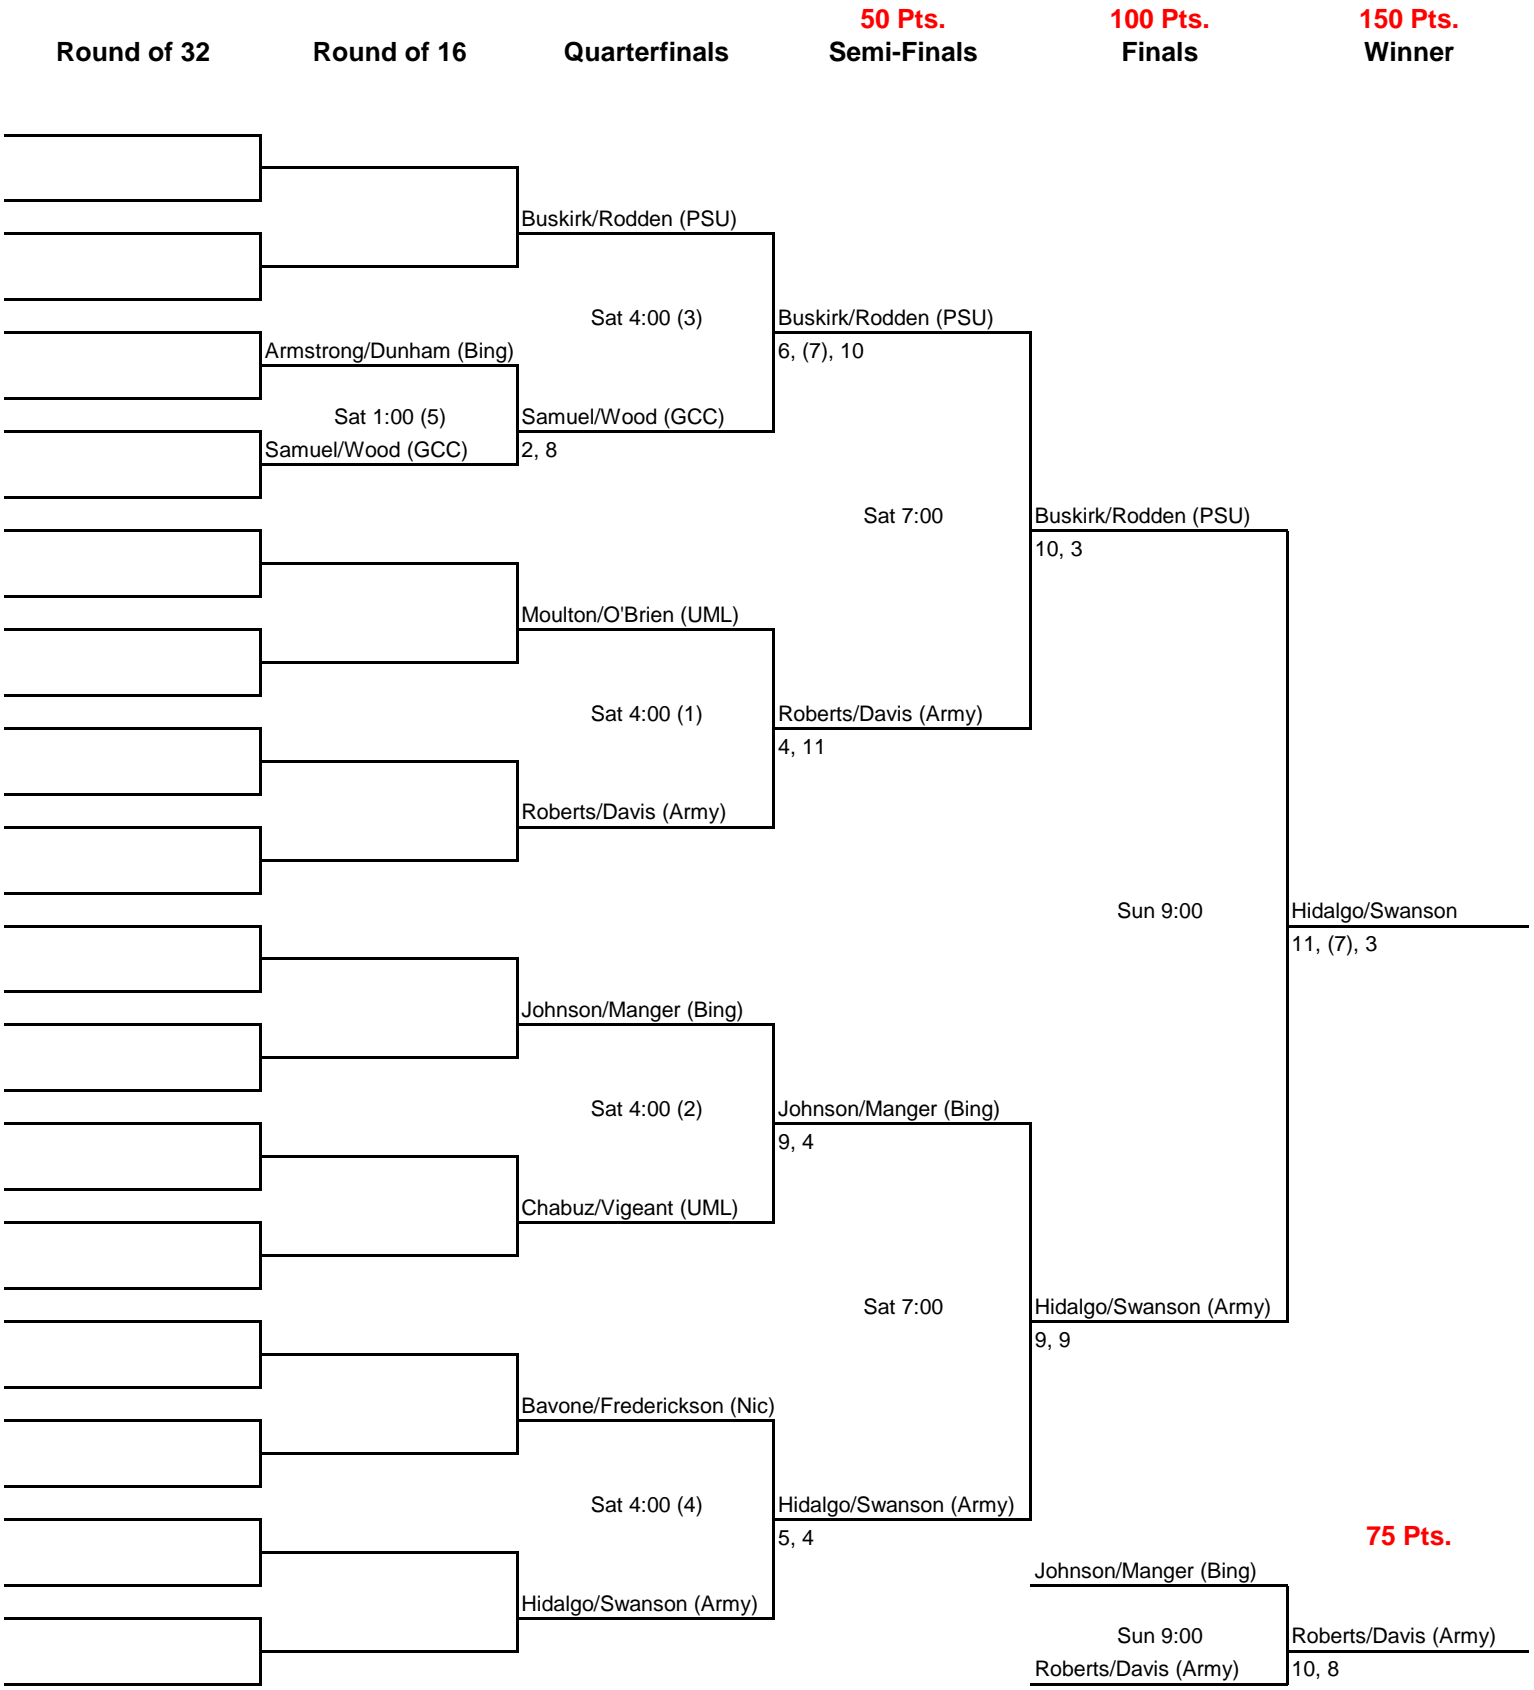 50 Pts. 100 Pts. 150 Pts.
Round of 32 Round of 16 Quarterfinals Semi-Finals Finals Winner
Buskirk/Rodden (PSU)
Sat 4:00 (3) Buskirk/Rodden (PSU)
Armstrong/Dunham (Bing) 6, (7), 10
Sat 1:00 (5) Samuel/Wood (GCC)
Samuel/Wood (GCC) 2, 8
Sat 7:00 Buskirk/Rodden (PSU)
10, 3
Moulton/O'Brien (UML)
Sat 4:00 (1) Roberts/Davis (Army)
4, 11
Roberts/Davis (Army)
Sun 9:00 Hidalgo/Swanson
11, (7), 3
Johnson/Manger (Bing)
Sat 4:00 (2) Johnson/Manger (Bing)
9, 4
Chabuz/Vigeant (UML)
Sat 7:00 Hidalgo/Swanson (Army)
9, 9
Bavone/Frederickson (Nic)
Sat 4:00 (4) Hidalgo/Swanson (Army)
5, 4 75 Pts.
Johnson/Manger (Bing)
Hidalgo/Swanson (Army)
Sun 9:00 Roberts/Davis (Army)
Roberts/Davis (Army) 10, 8